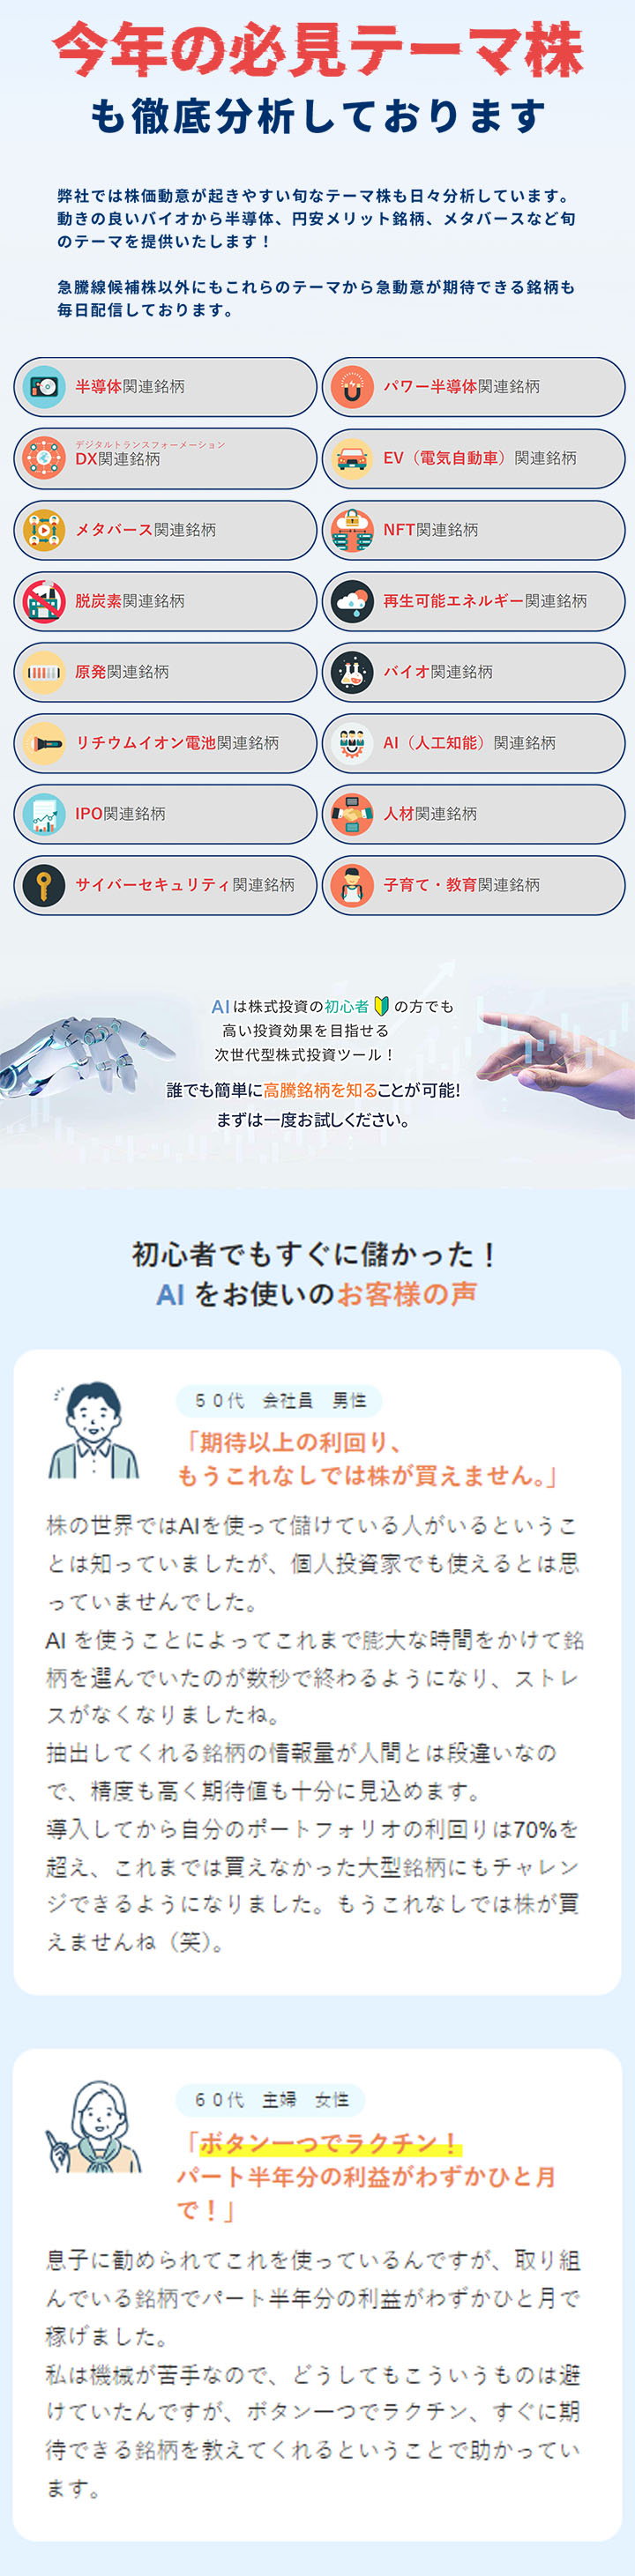 今年の必見テーマ株
も徹底分析しております
弊社では株価動意が起きやすい旬なテーマ株も日々分析しています。
動きの良いバイオから半導体、円安メリット銘柄、メタバースなど旬
のテーマを提供いたします！
急騰線候補株以外にもこれらのテーマから急動意が期待できる銘柄も
毎日配信しております。
半導体関連銘柄
パワー半導体関連銘柄
デジタルトランスフォーメーション
DX関連銘柄
EV（電気自動車）関連銘柄
メタバース関連銘柄
NFT関連銘柄
脱炭素関連銘柄
再生可能エネルギー関連銘柄
原発関連銘柄
バイオ関連銘柄
リチウムイオン電池関連銘柄
AI（人工知能）関連銘柄
IPO関連銘柄
人材関連銘柄
サイバーセキュリティ関連銘柄
子育て・教育関連銘柄
AIは株式投資の初心者の方でも
高い投資効果を目指せる
次世代型株式投資ツール！
誰でも簡単に高騰銘柄を知ることが可能!
まずは一度お試しください。
初心者でもすぐに儲かった！
AI をお使いのお客様の声
５０代　会社員　男性
「期待以上の利回り、
もうこれなしでは株が買えません。」
株の世界ではAIを使って儲けている人がいるというこ
とは知っていましたが、個人投資家でも使えるとは思
っていませんでした。
AI を使うことによってこれまで膨大な時間をかけて銘
柄を選んでいたのが数秒で終わるようになり、ストレ
スがなくなりましたね。
抽出してくれる銘柄の情報量が人間とは段違いなの
で、精度も高く期待値も十分に見込めます。
導入してから自分のポートフォリオの利回りは70%を
超え、これまでは買えなかった大型銘柄にもチャレン
ジできるようになりました。もうこれなしでは株が買
えませんね（笑）。
６０代　主婦　女性
「ボタン一つでラクチン！
パート半年分の利益がわずかひと月
で！」
息子に勧められてこれを使っているんですが、取り組
んでいる銘柄でパート半年分の利益がわずかひと月で
稼げました。
私は機械が苦手なので、どうしてもこういうものは避
けていたんですが、ボタン一つでラクチン、すぐに期
待できる銘柄を教えてくれるということで助かってい
ます。